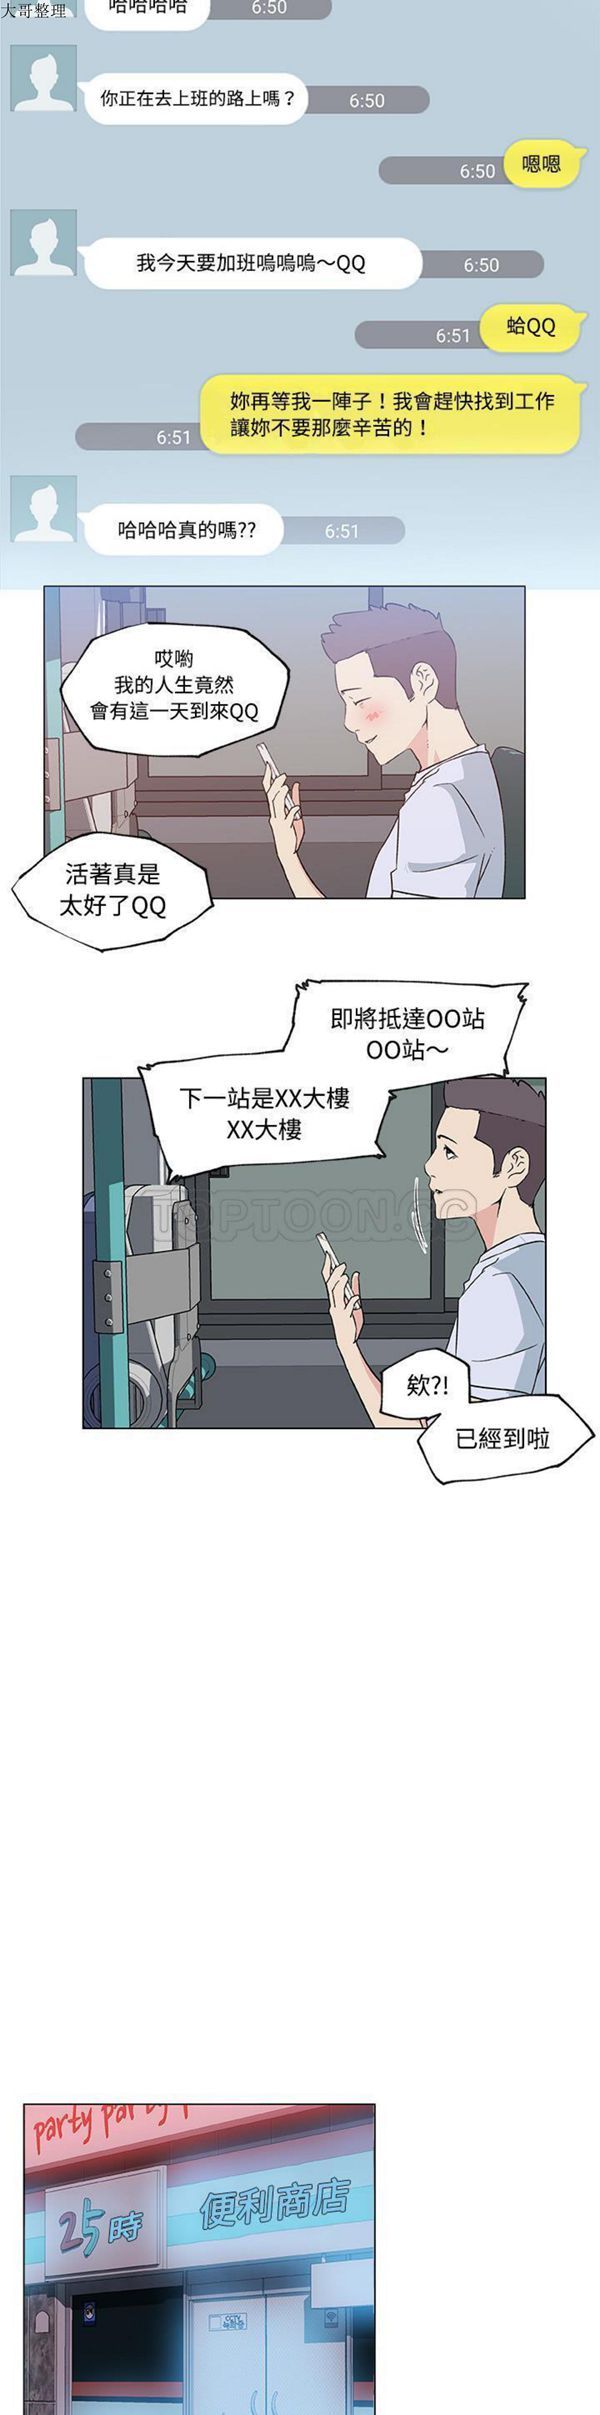 大哥整理
哈哈哈哈
6:50
你正在去上班的路上嗎？
6:50
6:50
嗯嗯
我今天要加班嗚嗚嗚～QQ
6:50
6:51
蛤QQ
妳再等我一陣子！我會趕快找到工作
讓妳不要那麼辛苦的！
6:51
哈哈哈真的嗎??
6:51
哎喲
我的人生竟然
會有這一天到來QQ
活著真是
太好了QQ
即將抵達OO站
OO站～
下一站是XX大樓
XX大樓
TOPTOON.CC
欸?!
已經到啦
party party
25時
便利商店
CCTV